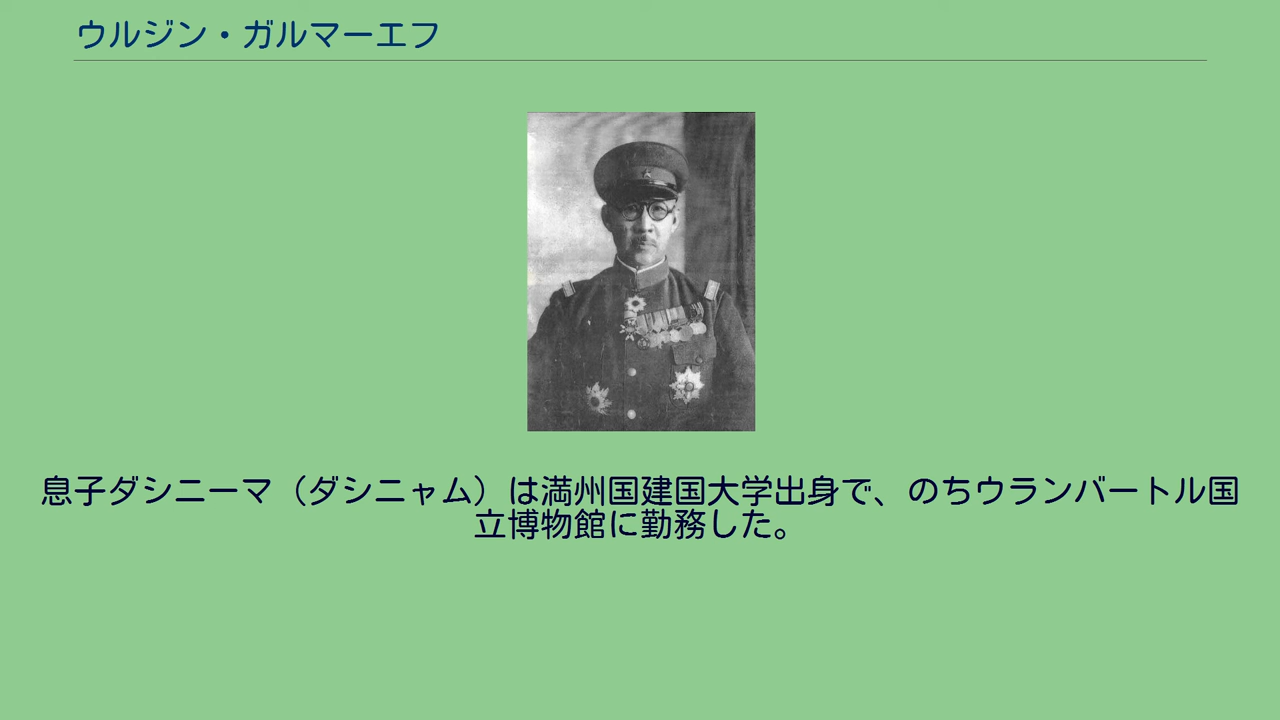 ウルジン・ガルマーエフ
息子ダシニーマ（ダシニャム）は満州国建国大学出身で、のちウランバートル国
立博物館に勤務した。